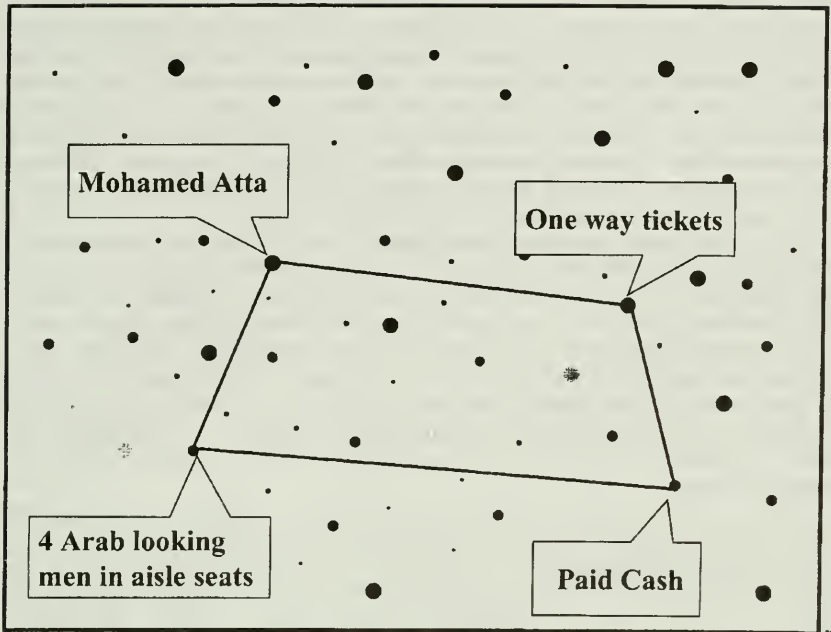 Mohamed Atta
One way tickets
4 Arab looking
men in aisle seats
Paid Cash